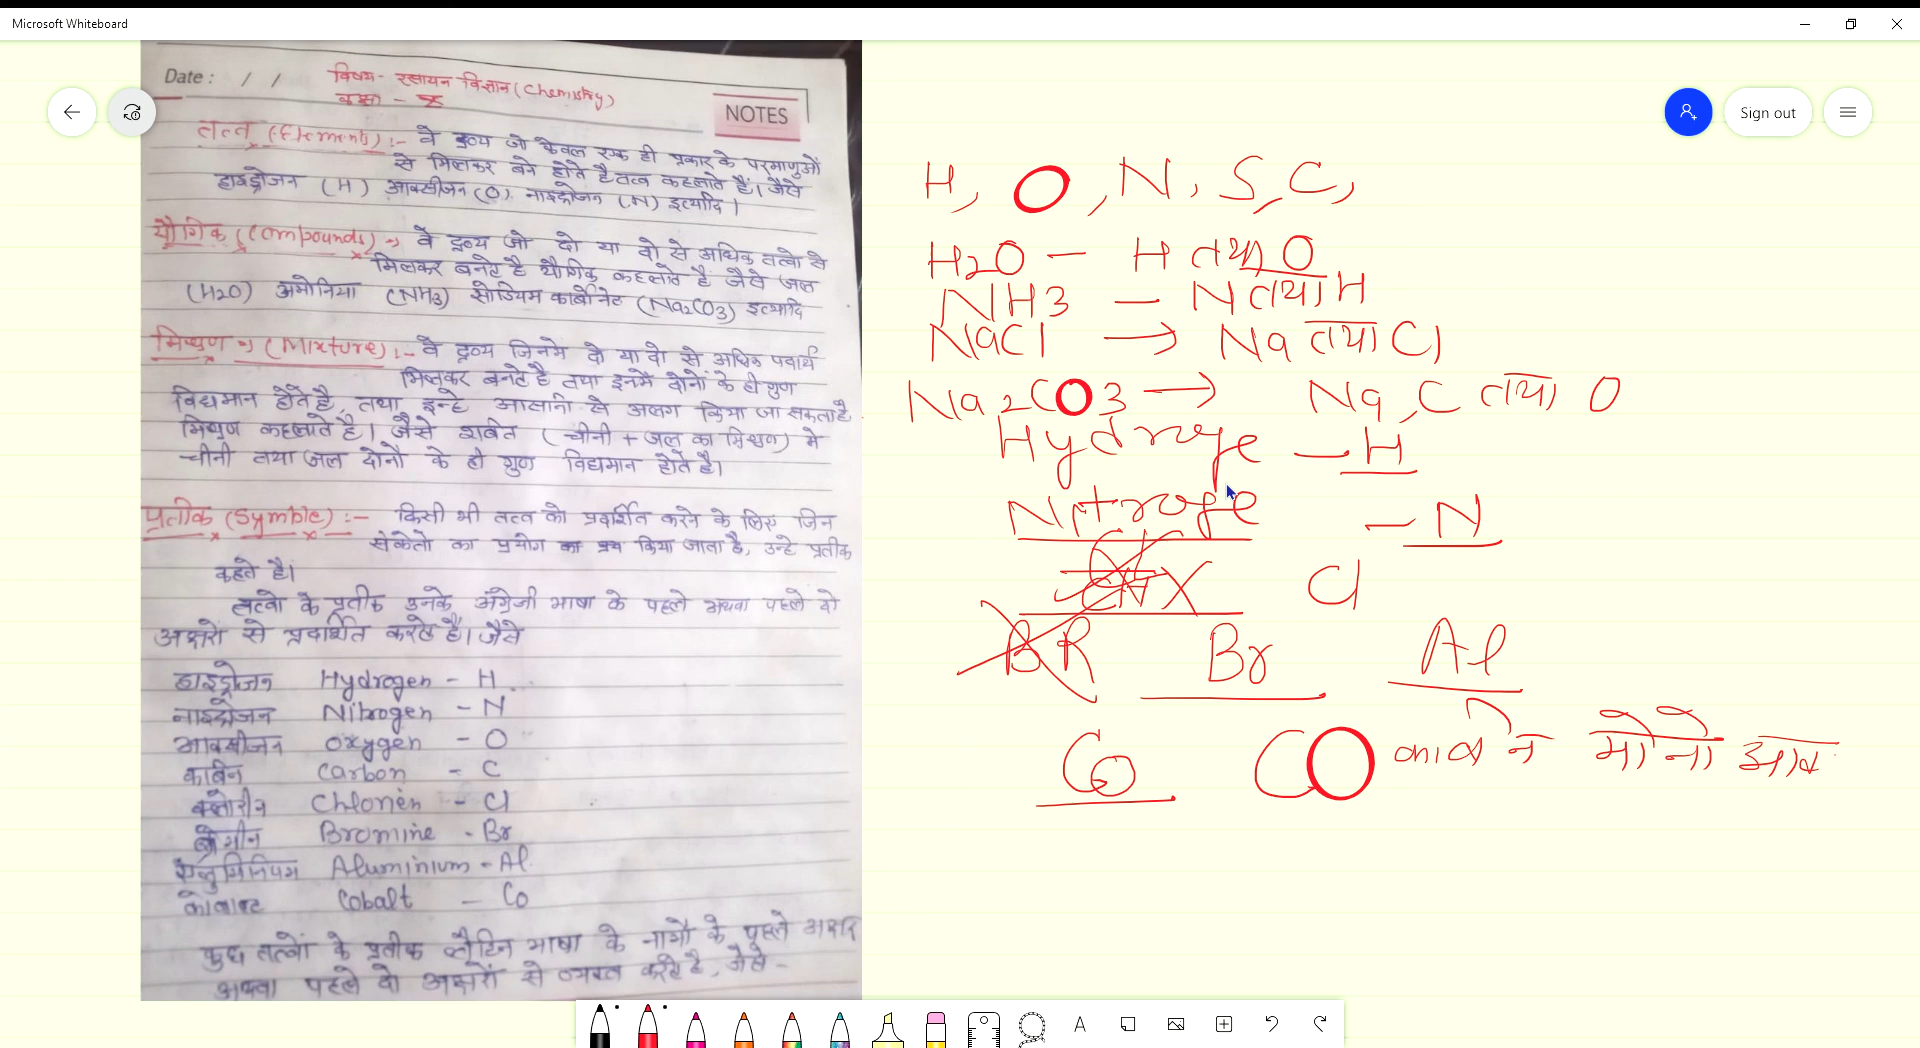 Microsoft Whiteboard
Sign out
Date : / /
विषय- रसायन विज्ञान (Chemistry)
कक्षा - X
NOTES
तत्व (Elements) :- वे द्रव्य जो केवल एक ही प्रकार के परमाणुओं
से मिलकर बने होते है तत्व कहलाते हैं। जैसे
हाइड्रोजन (H) आक्सीजन (O), नाइट्रोजन (N) इत्यादि।
यौगिक (Compounds) → वे द्रव्य जो दो या दो से अधिक तत्वो से
मिलकर बनते है यौगिक कहलाते हैं जैसे जल
(H2O) अमोनिया (NH3) सोडियम कार्बोनेट (Na2CO3) इत्यादि
मिश्रण → (Mixture) :- वे द्रव्य जिनमे दो या दो से अधिक पदार्थ
मिलकर बनते है तथा इनमे दोनों के ही गुण
विद्यमान होते है, तथा इन्हे आसानी से अलग किया जा सकता है
मिश्रण कहलाते है। जैसे शर्बत (चीनी + जल का मिश्रण) मे
चीनी तथा जल दोनो के ही गुण विद्यमान होते है।
प्रतीक (Symble) :- किसी भी तत्व को प्रदर्शित करने के लिए जिन
संकेतो का प्रयोग किया जाता है, उन्हे प्रतीक
कहते है।
तत्वो के प्रतीक उनके अंग्रेजी भाषा के पहले अथवा पहले दो
अक्षरो से प्रदर्शित करते हैं। जैसे
हाइड्रोजन Hydrogen - H
नाइट्रोजन Nitrogen - N
आक्सीजन Oxygen - O
कार्बन Carbon - C
क्लोरीन Chlorien - Cl
ब्रोमीन Bromine - Br
एलुमिनियम Aluminium - Al
कोबाल्ट Cobalt - Co
कुछ तत्वों के प्रतीक लैटिन भाषा के नामो के पहले अक्षर
अथवा पहले दो अक्षरों से व्यक्त करते है, जैसे -
H, O, N, S, C,
H2O - H तथा O
NH3 - N तथा H
NaCl → Na तथा Cl
Na2CO3 → Na, C तथा O
Hydroge - H
Nitroge - N
Cl
BR Br Al
Co CO कार्बन मोनो आक
A